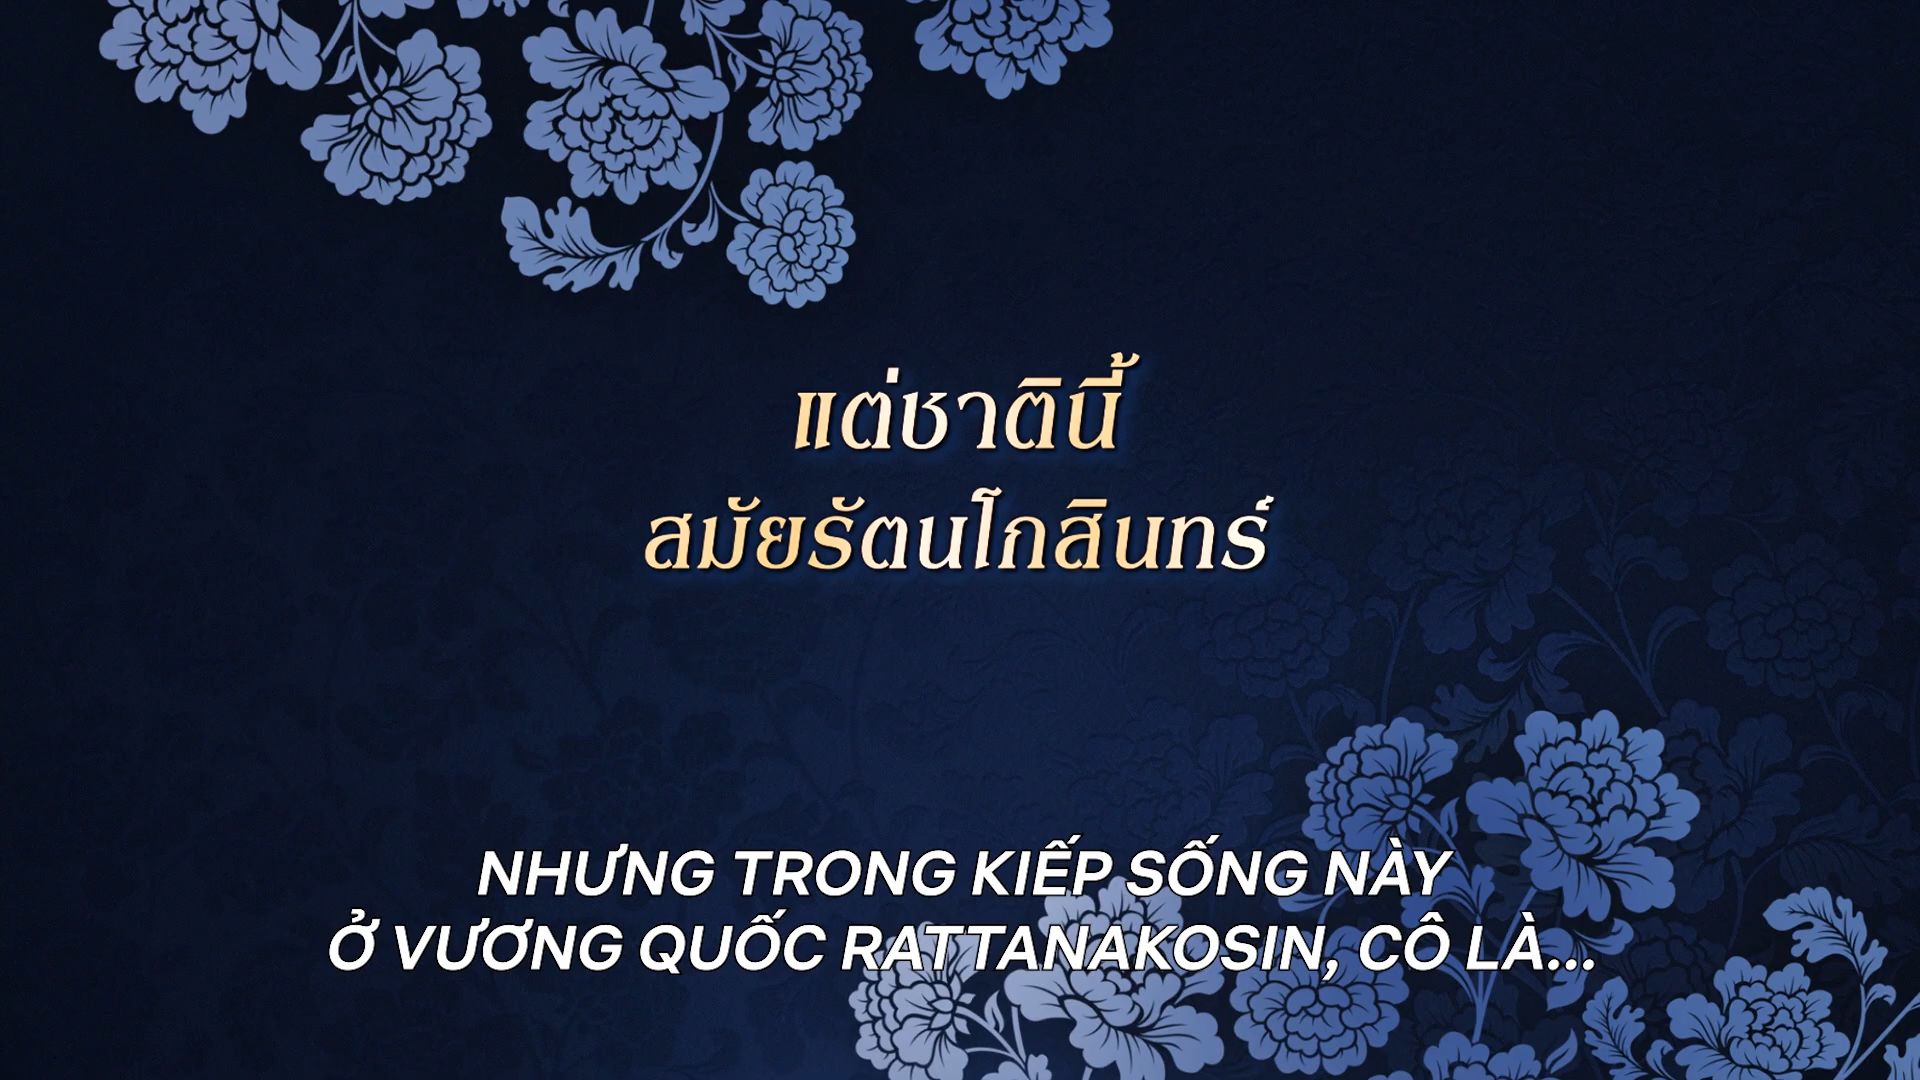 แต่ชาตินี้
สมัยรัตนโกสินทร์
NHƯNG TRONG KIẾP SỐNG NÀY
Ở VƯƠNG QUỐC RATTANAKOSIN, CÔ LÀ...